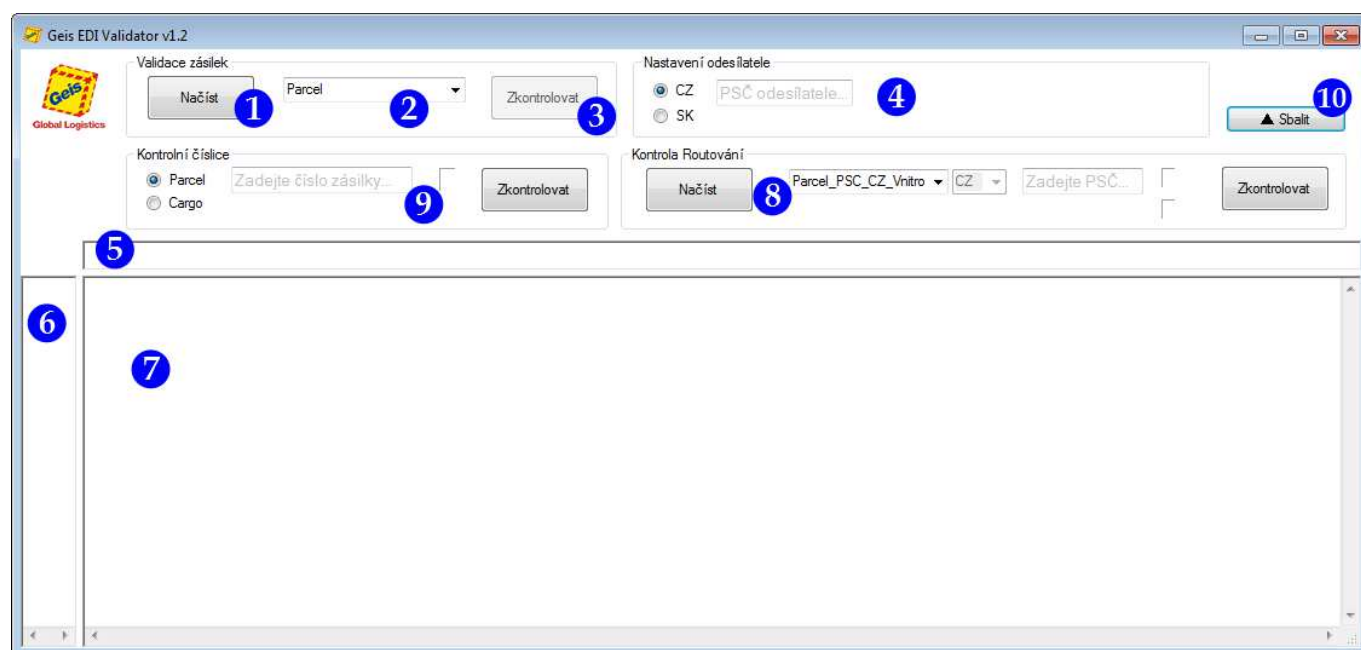 Geis EDI Validator v1.2
Geis
Global Logistics
Validace zásilek
Načíst
1
Parcel
2
Zkontrolovat
3
Nastavení odesílatele
CZ
PSČ odesílatele...
SK
4
10
Sbalit
Kontrolní číslice
Parcel
Zadejte číslo zásilky...
Cargo
9
Zkontrolovat
Kontrola Routování
Načíst
8
Parcel_PSC_CZ_Vnitro
CZ
Zadejte PSČ...
Zkontrolovat
5
6
7